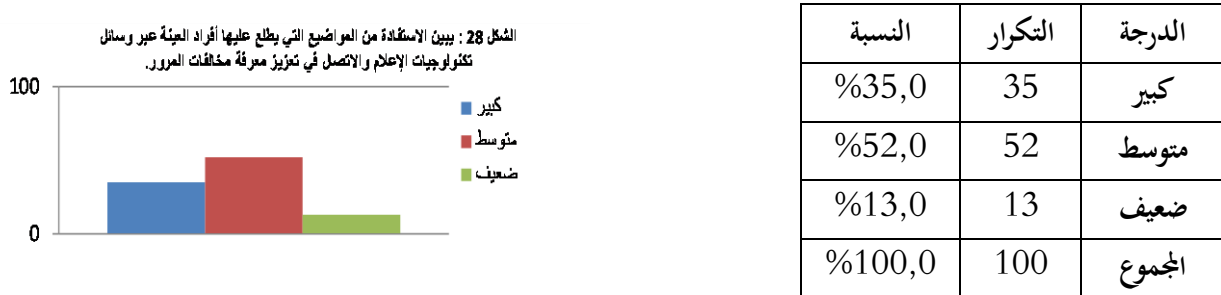 الشكل 28 : يبين الاستفادة من المواضيع التي يطلع عليها أفراد العينة عبر وسائل
تكنولوجيات الإعلام والاتصال في تعزيز معرفة مخالفات المرور.
100
0
كبير
متوسط
ضعيف
الدرجة التكرار النسبة
كبير 35 %35,0
متوسط 52 %52,0
ضعيف 13 %13,0
المجموع 100 %100,0